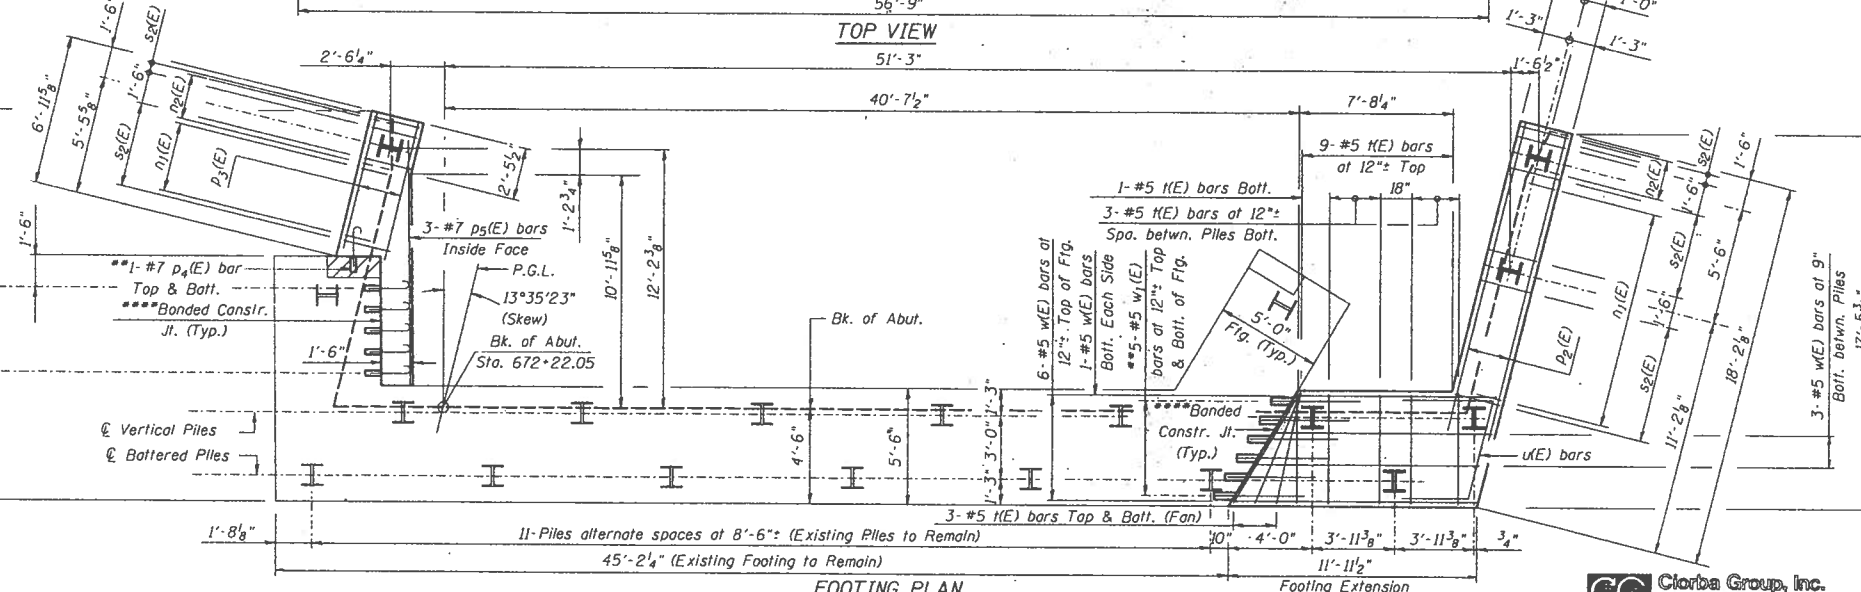 56'-9"
TOP VIEW
51'-3"
2'-6¼"
1'-6½"
1'-3"
1'-3"
1'-0"
40'-7½"
7'-8¼"
1'-6"
s2(E)
6'-11⅝"
5'-5⅝"
1'-6"
s2(E)
n2(E)
n1(E)
p3(E)
2'-5½"
1'-2¾"
10'-11⅝"
12'-2⅜"
9-#5 t(E) bars
at 12"± Top
18"
1-#5 t(E) bars Bott.
3-#5 t(E) bars at 12"±
Spa. betwn. Piles Bott.
3-#7 p5(E) bars
Inside Face
P.G.L.
13°35'23"
(Skew)
Bk. of Abut.
Sta. 672+22.05
1'-6"
**1-#7 p4(E) bar
Top & Bott.
****Bonded Constr.
Jt. (Typ.)
1'-6"
Bk. of Abut.
6-#5 w(E) bars at
12"± Top of Ftg.
1-#5 w(E) bars
Bott. Each Side
**5-#5 w1(E)
bars at 12"± Top
& Bott. of Ftg.
5'-0"
Ftg. (Typ.)
n2(E)
s2(E)
1'-6"
1'-6"
n1(E)
s2(E)
5'-6"
1'-6"
s2(E)
p2(E)
18'-2⅛"
11'-2⅛"
3-#5 w(E) bars at 9"
Bott. betwn. Piles
℄ Vertical Piles
℄ Battered Piles
4'-6"
5'-6"
1'-3"
3'-0"
1'-3"
****Bonded
Constr. Jt.
(Typ.)
u(E) bars
3-#5 t(E) bars Top & Bott. (Fan)
1'-8⅛"
11-Piles alternate spaces at 8'-6"± (Existing Piles to Remain)
10"
4'-0"
3'-11⅜"
3'-11⅜"
¾"
45'-2¼" (Existing Footing to Remain)
11'-11½"
FOOTING PLAN
Footing Extension
Ciorba Group, Inc.